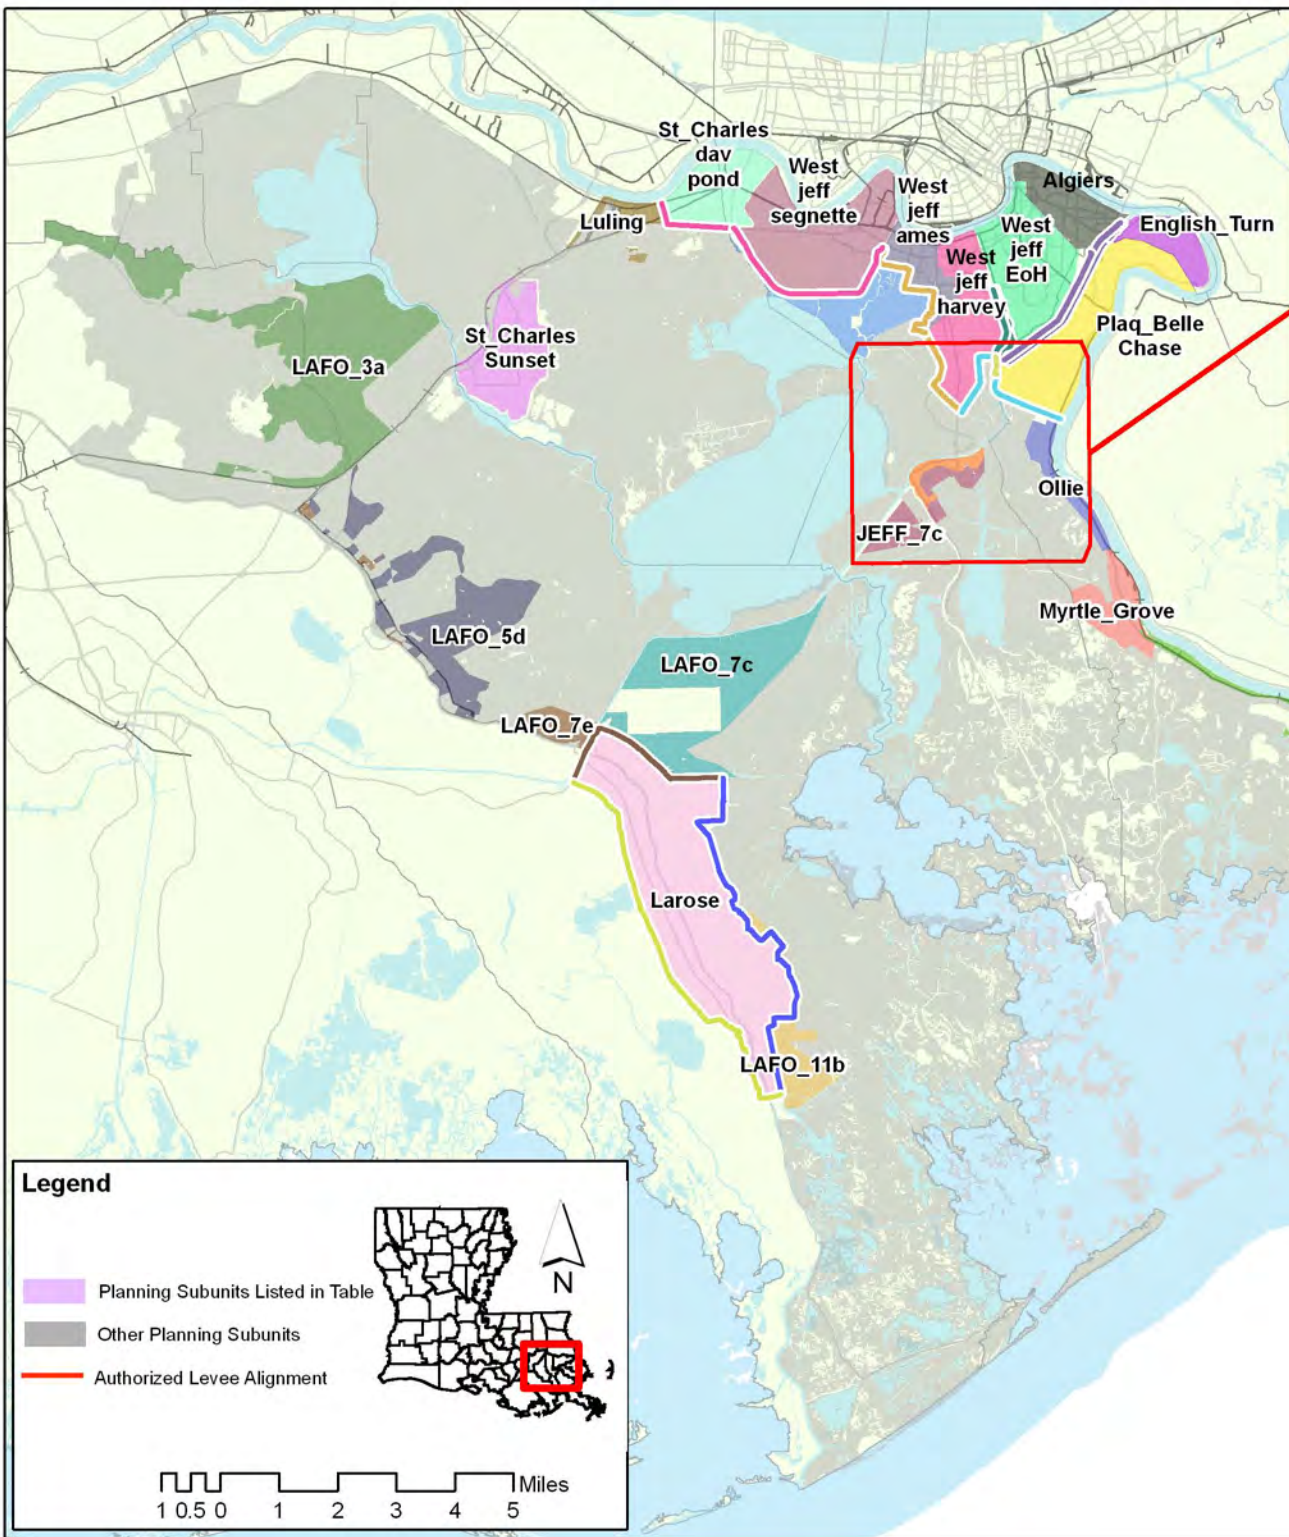 St_Charles
dav
pond
West
jeff
segnette
West
jeff
ames
Algiers
West
jeff
EoH
English_Turn
Luling
West
jeff
harvey
Plaq_Belle
Chase
St_Charles
Sunset
LAFO_3a
Ollie
JEFF_7c
Myrtle_Grove
LAFO_5d
LAFO_7c
LAFO_7e
Larose
LAFO_11b
Legend
N
Planning Subunits Listed in Table
Other Planning Subunits
Authorized Levee Alignment
Miles
1 0.5 0 1 2 3 4 5